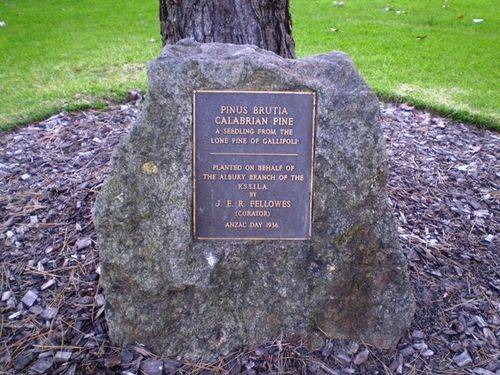 PINUS BRUTIA
CALABRIAN PINE
A SEEDLING FROM THE
LONE PINE OF GALLIPOLI
PLANTED ON BEHALF OF
THE ALBURY BRANCH OF THE
R.S.S.I.L.A.
BY
J. E. R. FELLOWES
(CURATOR)
ANZAC DAY 1936